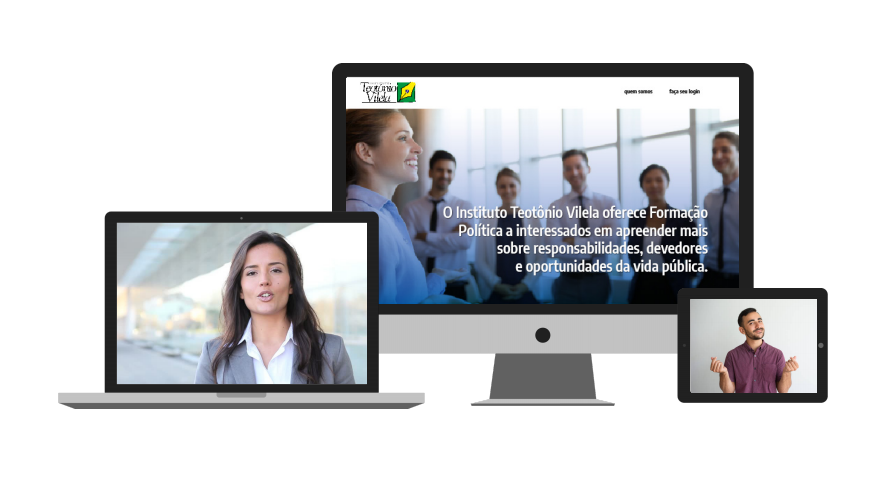 Teotônio
Vilela
quem somos
faça seu login
O Instituto Teotônio Vilela oferece Formação
Política a interessados em apreender mais
sobre responsabilidades, devedores
e oportunidades da vida pública.